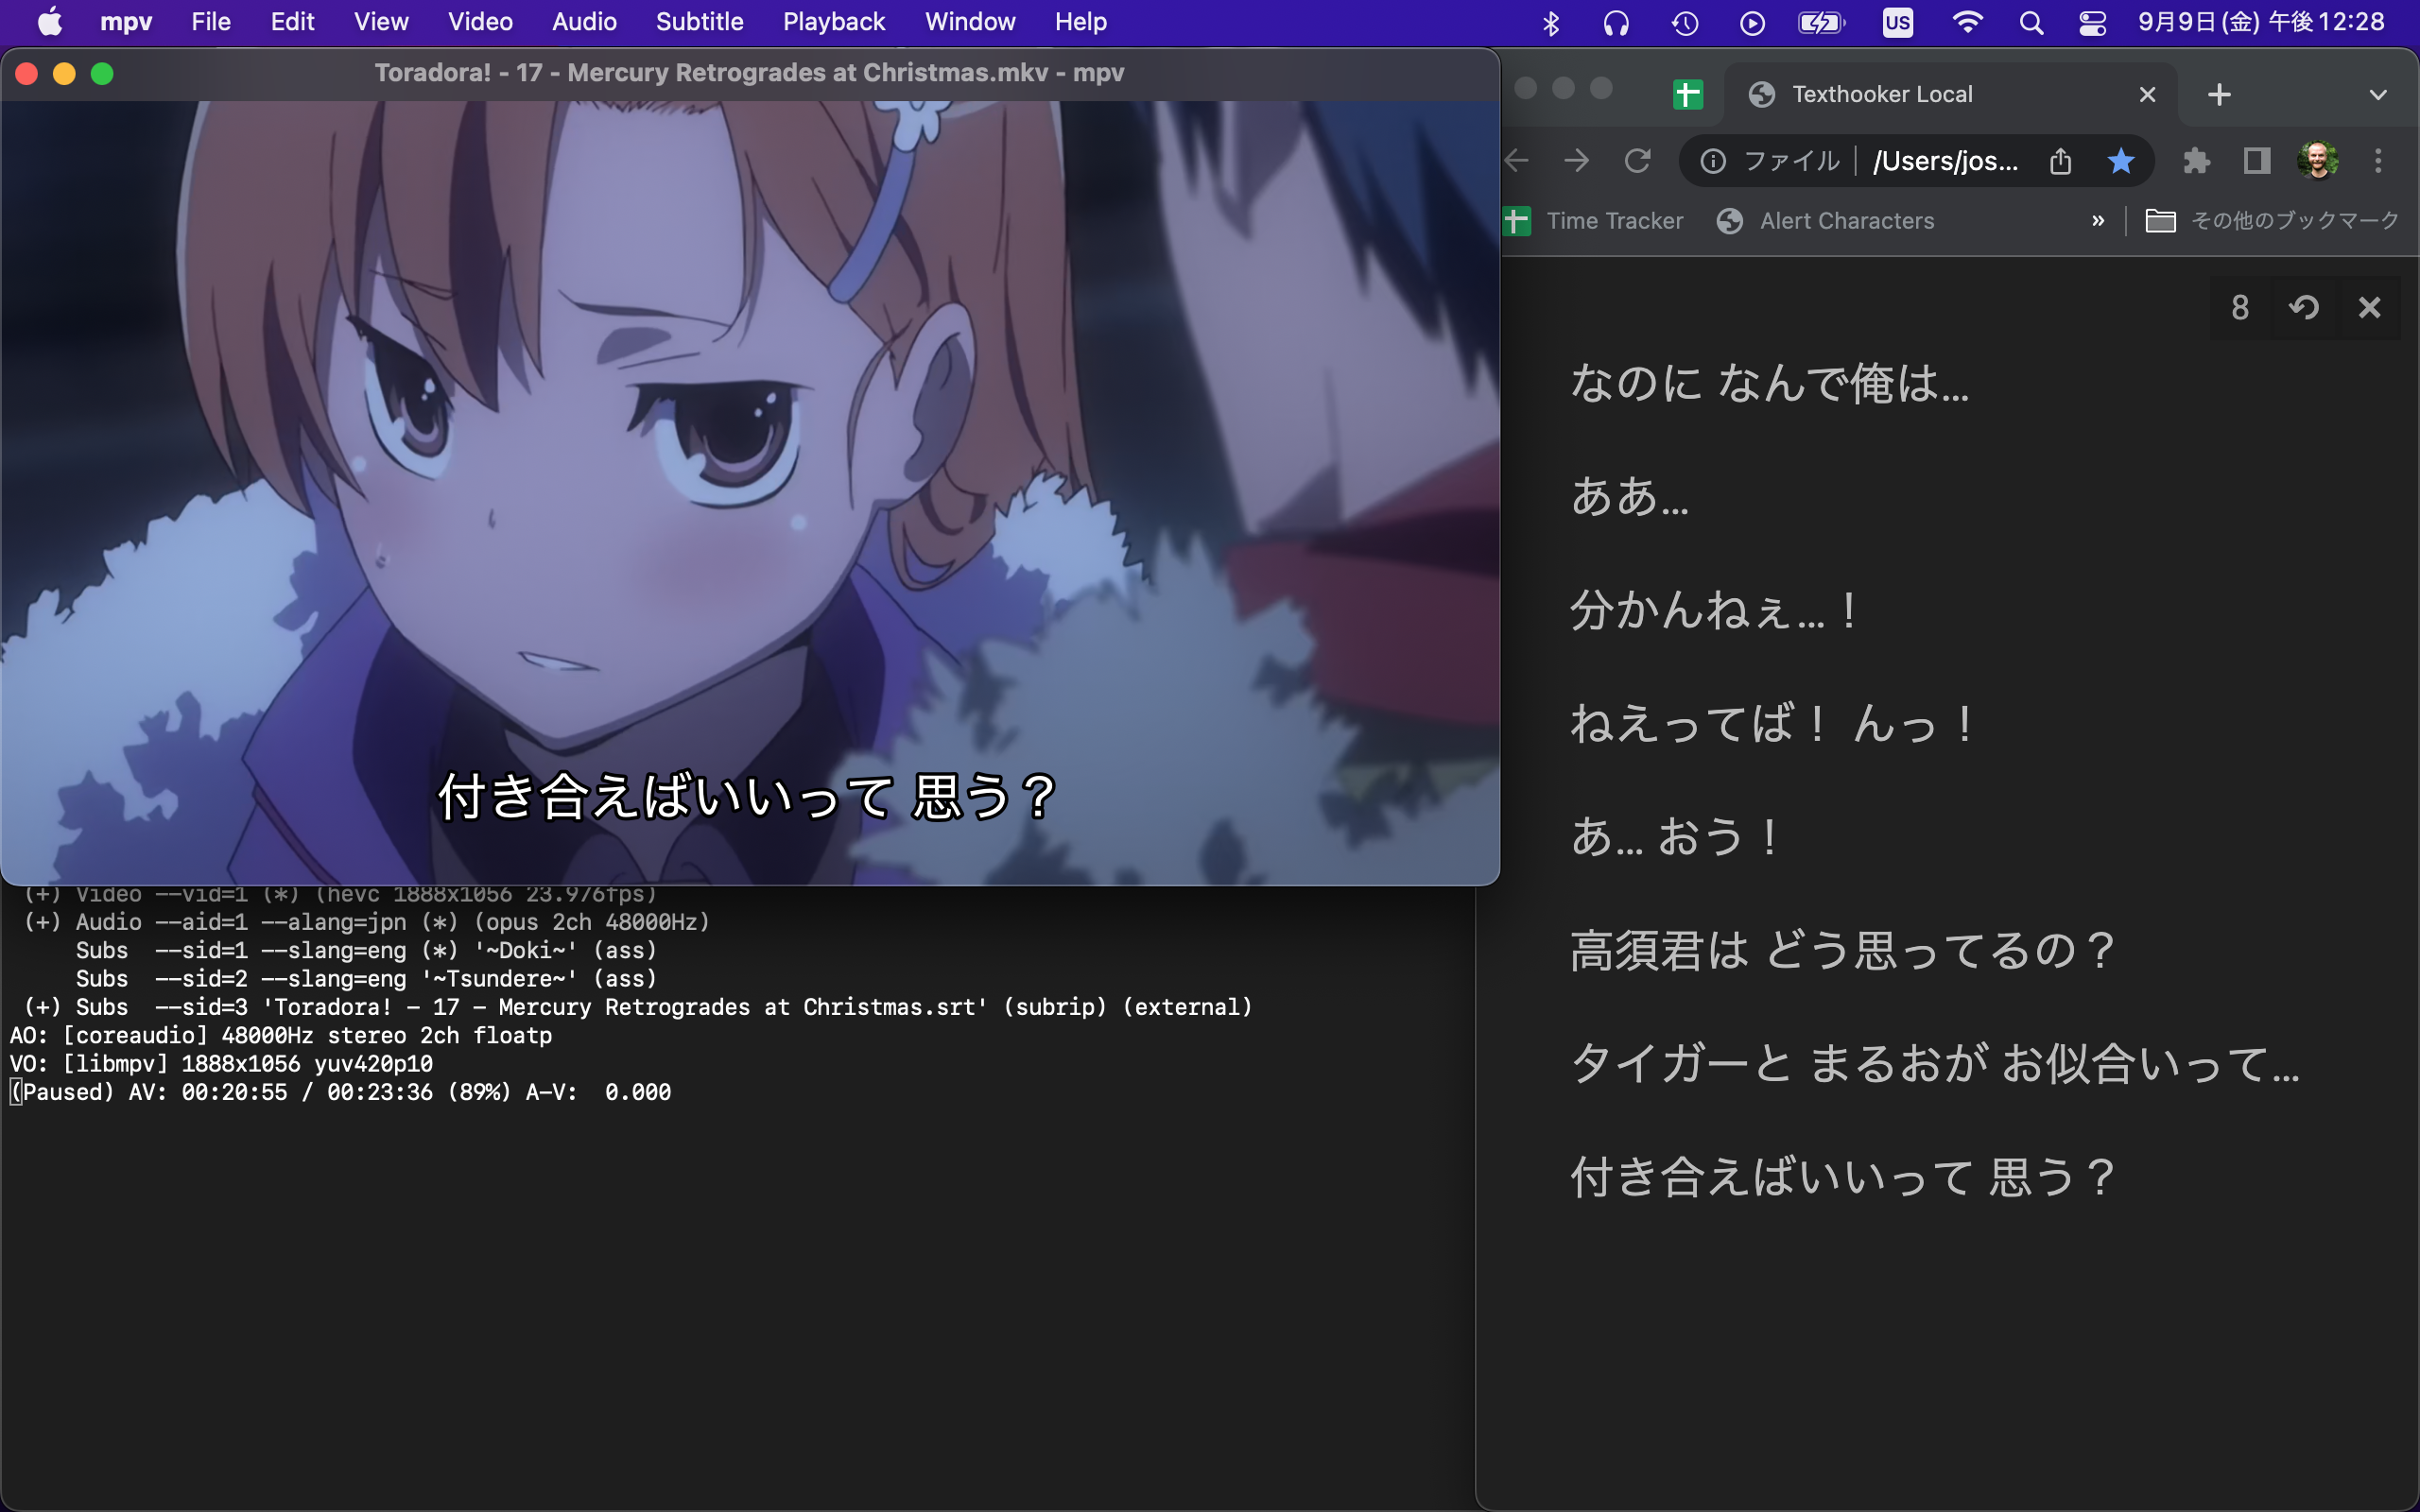 mpv File Edit View Video Audio Subtitle Playback Window Help US 9月9日(金) 午後12:28
Toradora! - 17 - Mercury Retrogrades at Christmas.mkv - mpv
付き合えばいいって 思う？
(+) Video --vid=1 (*) (hevc 1888x1056 23.976fps)
(+) Audio --aid=1 --alang=jpn (*) (opus 2ch 48000Hz)
Subs --sid=1 --slang=eng (*) '~Doki~' (ass)
Subs --sid=2 --slang=eng '~Tsundere~' (ass)
(+) Subs --sid=3 'Toradora! - 17 - Mercury Retrogrades at Christmas.srt' (subrip) (external)
AO: [coreaudio] 48000Hz stereo 2ch floatp
VO: [libmpv] 1888x1056 yuv420p10
(Paused) AV: 00:20:55 / 00:23:36 (89%) A-V: 0.000
Texthooker Local
ファイル /Users/jos...
Time Tracker Alert Characters » その他のブックマーク
8
なのに なんで俺は…
ああ…
分かんねぇ…！
ねえってば！ んっ！
あ… おう！
高須君は どう思ってるの？
タイガーと まるおが お似合いって…
付き合えばいいって 思う？